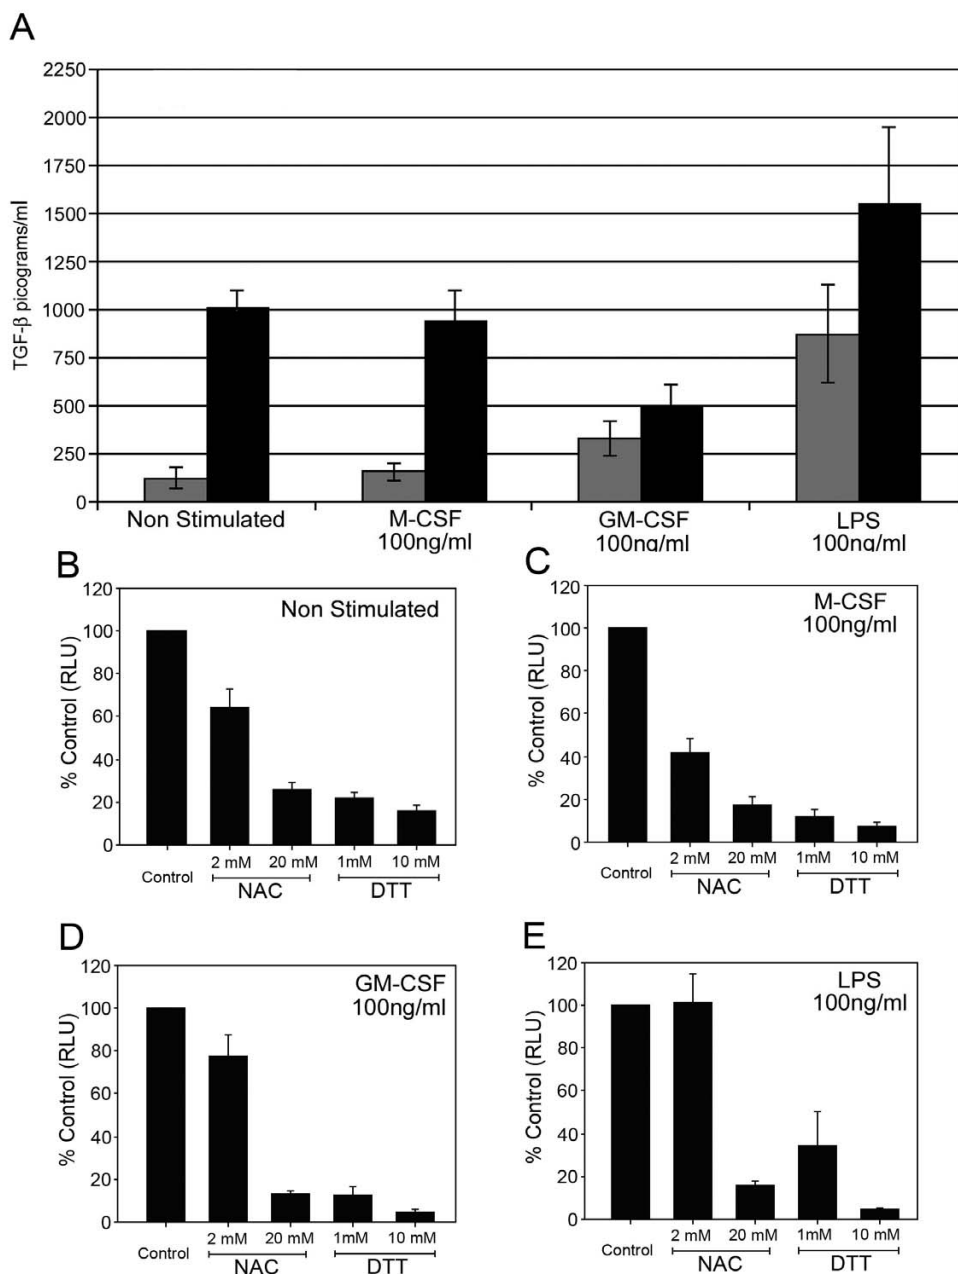 A
2250
2000
1750
1500
1250
1000
750
500
250
0
TGF-β picograms/ml
Non Stimulated
M-CSF
100ng/ml
GM-CSF
100ng/ml
LPS
100ng/ml
B
Non Stimulated
120
100
80
60
40
20
0
% Control (RLU)
Control
2 mM
20 mM
1mM
10 mM
NAC
DTT
C
M-CSF
100ng/ml
120
100
80
60
40
20
0
% Control (RLU)
Control
2 mM
20 mM
1mM
10 mM
NAC
DTT
D
GM-CSF
100ng/ml
120
100
80
60
40
20
0
% Control (RLU)
Control
2 mM
20 mM
1mM
10 mM
NAC
DTT
E
LPS
100ng/ml
120
100
80
60
40
20
0
% Control (RLU)
Control
2 mM
20 mM
1mM
10 mM
NAC
DTT